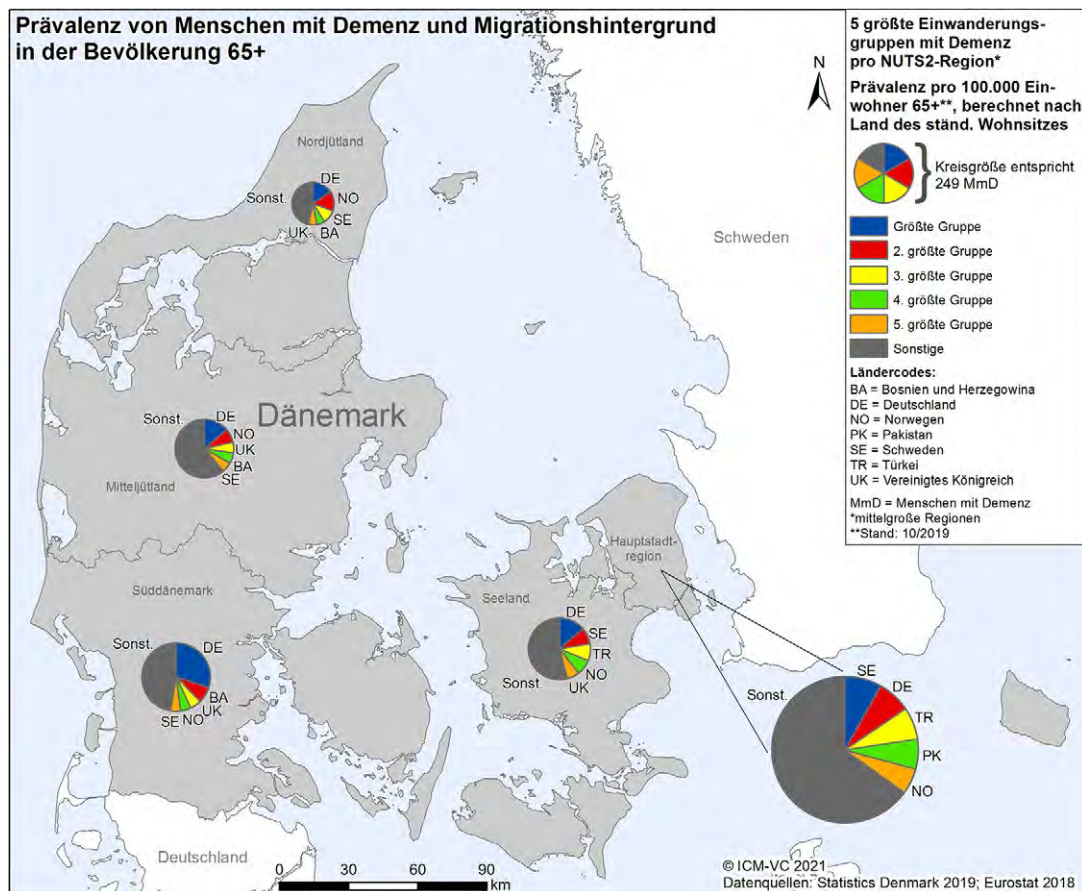 Prävalenz von Menschen mit Demenz und Migrationshintergrund
in der Bevölkerung 65+
5 größte Einwanderungs-
gruppen mit Demenz
pro NUTS2-Region*
Prävalenz pro 100.000 Ein-
wohner 65+**, berechnet nach
Land des ständ. Wohnsitzes
Kreisgröße entspricht
249 MmD
Größte Gruppe
2. größte Gruppe
3. größte Gruppe
4. größte Gruppe
5. größte Gruppe
Sonstige
Ländercodes:
BA = Bosnien und Herzegowina
DE = Deutschland
NO = Norwegen
PK = Pakistan
SE = Schweden
TR = Türkei
UK = Vereinigtes Königreich
MmD = Menschen mit Demenz
*mittelgroße Regionen
**Stand: 10/2019
N
Nordjütland
Sonst.
DE
NO
SE
BA
UK
Schweden
Dänemark
Sonst.
DE
NO
UK
BA
SE
Mitteljütland
Süddänemark
Sonst.
DE
BA
UK
NO
SE
Hauptstadt-
region
Seeland
DE
SE
TR
NO
UK
Sonst.
Sonst.
SE
DE
TR
PK
NO
Deutschland
0 30 60 90
km
© ICM-VC 2021
Datenquellen: Statistics Denmark 2019; Eurostat 2018